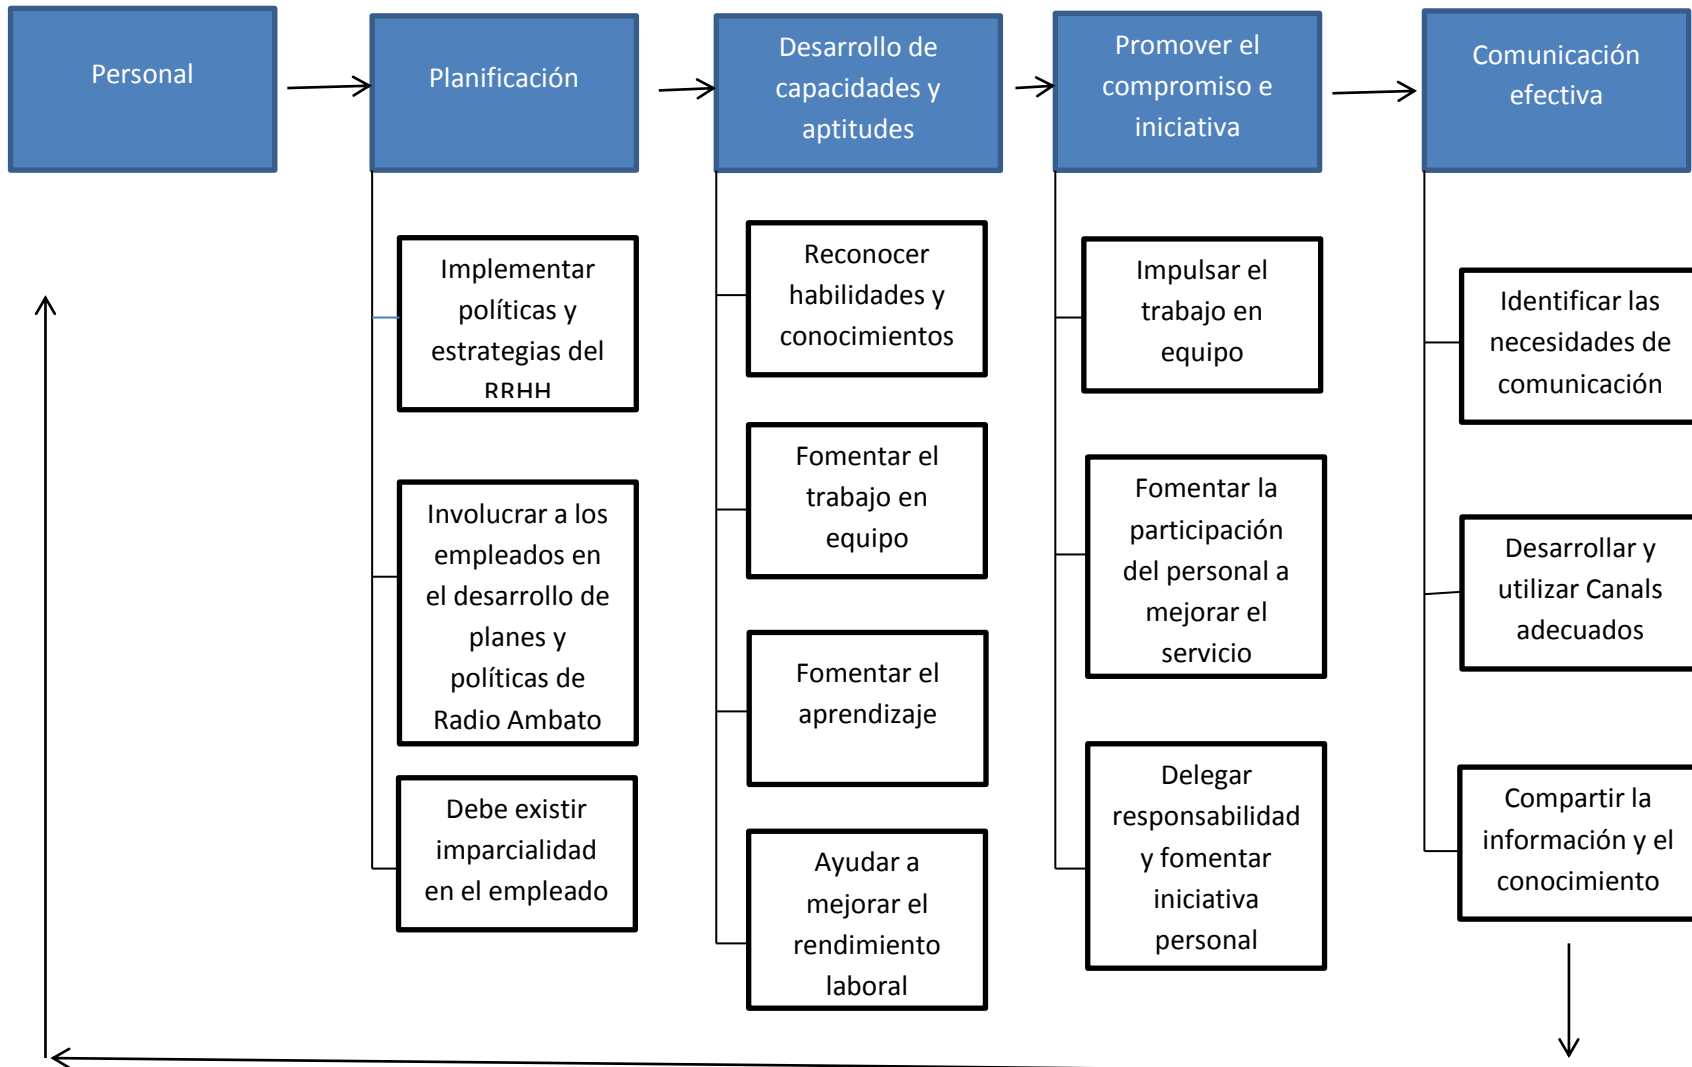 Personal
Planificación
Desarrollo de
capacidades y
aptitudes
Promover el
compromiso e
iniciativa
Comunicación
efectiva
Implementar
políticas y
estrategias del
RRHH
Involucrar a los
empleados en
el desarrollo de
planes y
políticas de
Radio Ambato
Debe existir
imparcialidad
en el empleado
Reconocer
habilidades y
conocimientos
Fomentar el
trabajo en
equipo
Fomentar el
aprendizaje
Ayudar a
mejorar el
rendimiento
laboral
Impulsar el
trabajo en
equipo
Fomentar la
participación
del personal a
mejorar el
servicio
Delegar
responsabilidad
y fomentar
iniciativa
personal
Identificar las
necesidades de
comunicación
Desarrollar y
utilizar Canals
adecuados
Compartir la
información y el
conocimiento